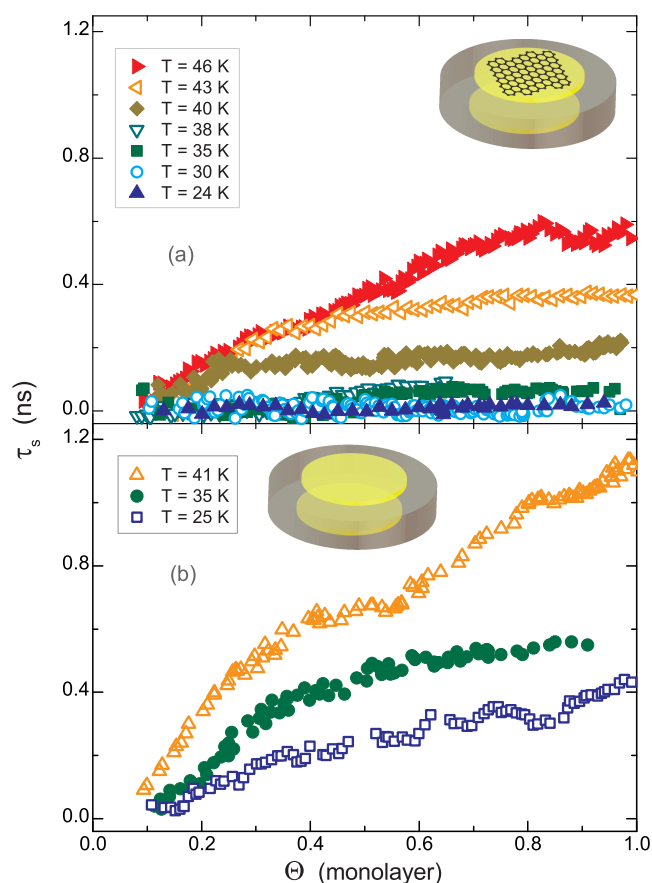 1.2
T = 46 K
T = 43 K
T = 40 K
T = 38 K
T = 35 K
T = 30 K
T = 24 K
0.8
0.4
(a)
0.0
τs (ns)
1.2
T = 41 K
T = 35 K
T = 25 K
(b)
0.8
0.4
0.0
0.0 0.2 0.4 0.6 0.8 1.0
Θ (monolayer)